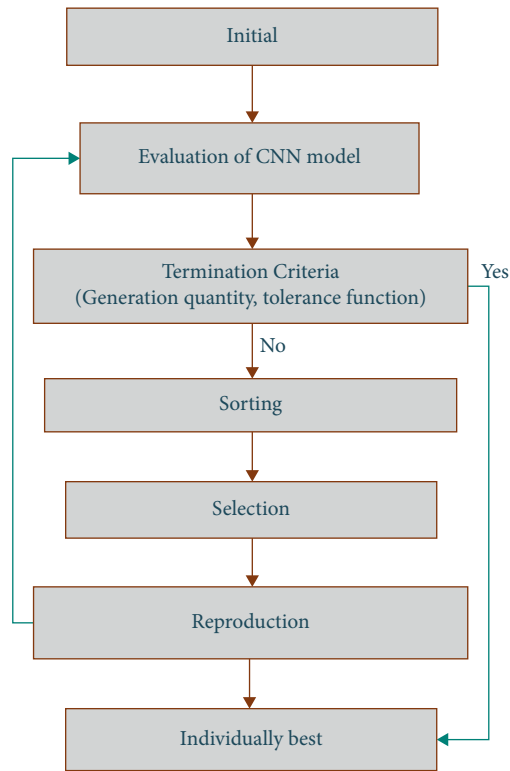 Initial
Evaluation of CNN model
Termination Criteria
(Generation quantity, tolerance function)
Yes
No
Sorting
Selection
Reproduction
Individually best